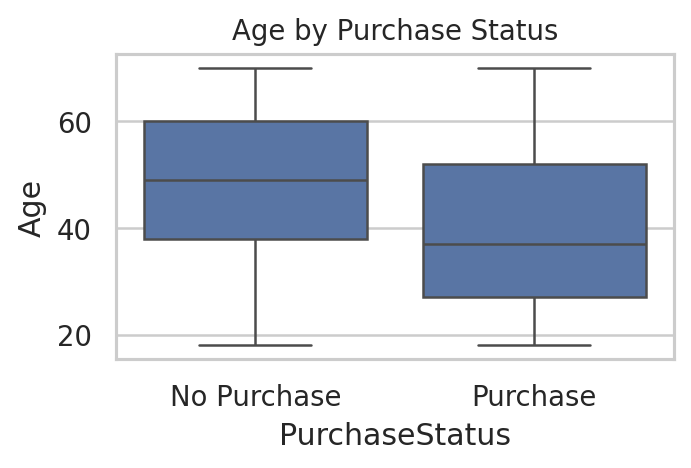 Age by Purchase Status
Age
60
40
20
No Purchase
Purchase
PurchaseStatus